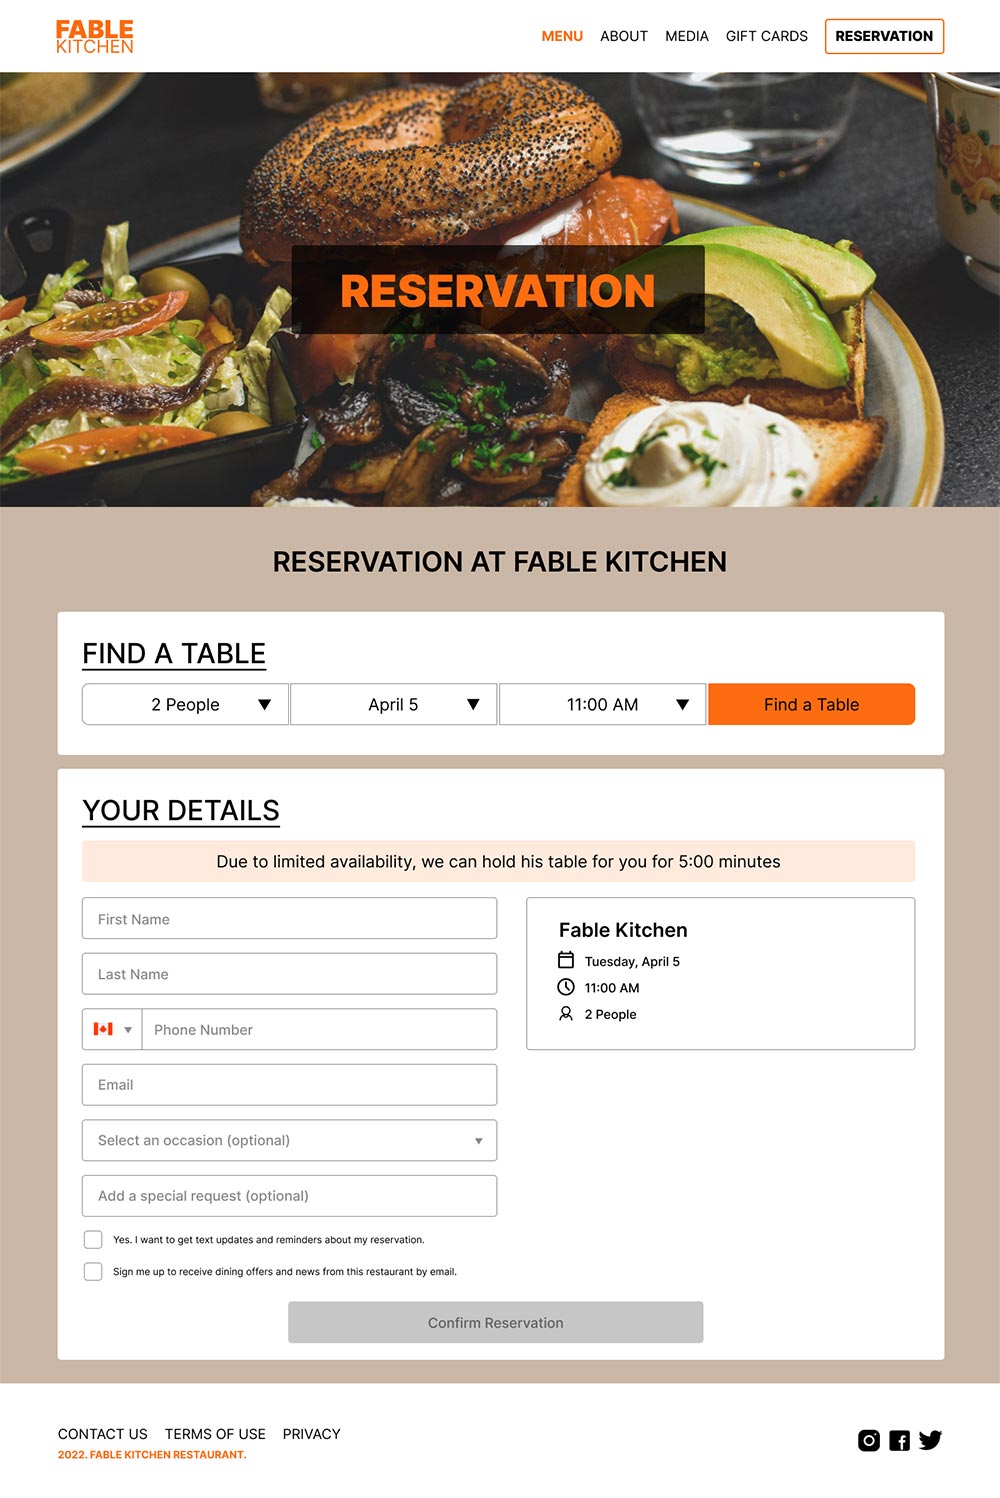 FABLE
KITCHEN
MENU ABOUT MEDIA GIFT CARDS RESERVATION
RESERVATION
RESERVATION AT FABLE KITCHEN
FIND A TABLE
2 People April 5 11:00 AM Find a Table
YOUR DETAILS
Due to limited availability, we can hold his table for you for 5:00 minutes
First Name
Last Name
Phone Number
Email
Select an occasion (optional)
Add a special request (optional)
Yes. I want to get text updates and reminders about my reservation.
Sign me up to receive dining offers and news from this restaurant by email.
Fable Kitchen
Tuesday, April 5
11:00 AM
2 People
Confirm Reservation
CONTACT US TERMS OF USE PRIVACY
2022. FABLE KITCHEN RESTAURANT.